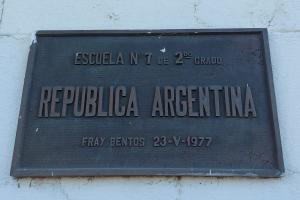 ESCUELA Nº 7 DE 2DO GRADO
REPUBLICA ARGENTINA
FRAY BENTOS 23-V-1977